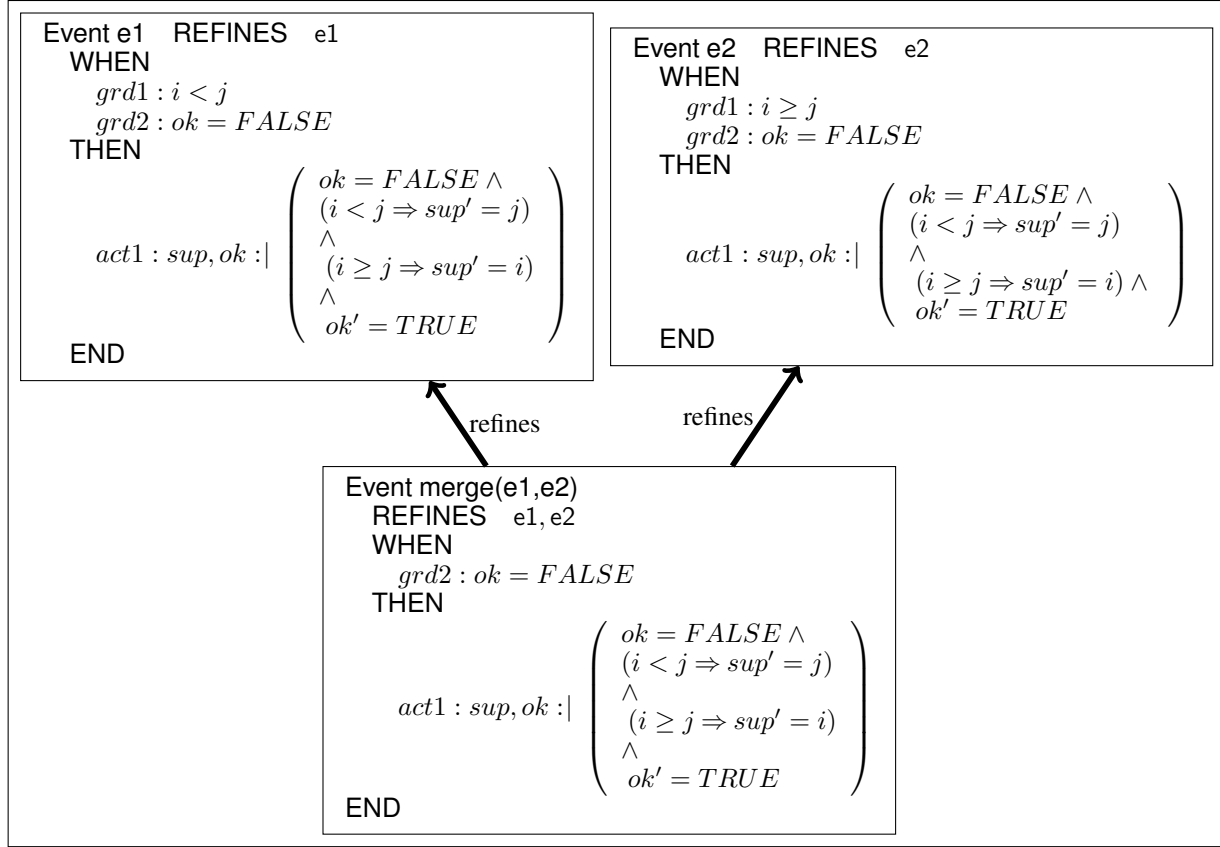 Event e1 REFINES e1
WHEN
grd1 : i < j
grd2 : ok = FALSE
THEN
act1 : sup, ok :|
ok = FALSE ∧
(i < j ⇒ sup′ = j)
∧
(i ≥ j ⇒ sup′ = i)
∧
ok′ = TRUE
END
Event e2 REFINES e2
WHEN
grd1 : i ≥ j
grd2 : ok = FALSE
THEN
act1 : sup, ok :|
ok = FALSE ∧
(i < j ⇒ sup′ = j)
∧
(i ≥ j ⇒ sup′ = i) ∧
ok′ = TRUE
END
refines
refines
Event merge(e1,e2)
REFINES e1, e2
WHEN
grd2 : ok = FALSE
THEN
act1 : sup, ok :|
ok = FALSE ∧
(i < j ⇒ sup′ = j)
∧
(i ≥ j ⇒ sup′ = i)
∧
ok′ = TRUE
END